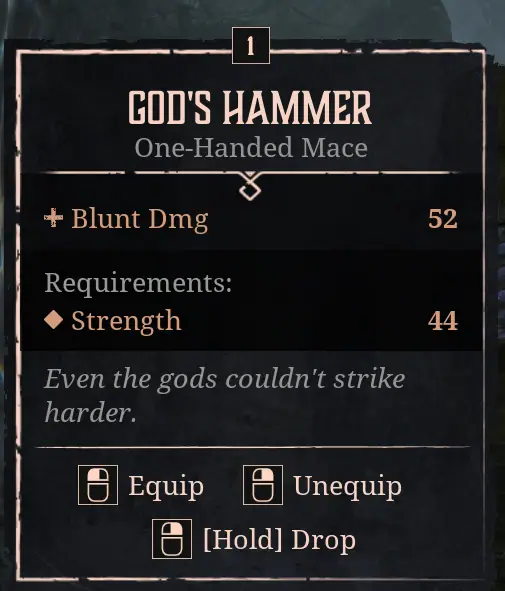 1
GOD'S HAMMER
One-Handed Mace
Blunt Dmg 52
Requirements:
Strength 44
Even the gods couldn't strike
harder.
Equip Unequip
[Hold] Drop